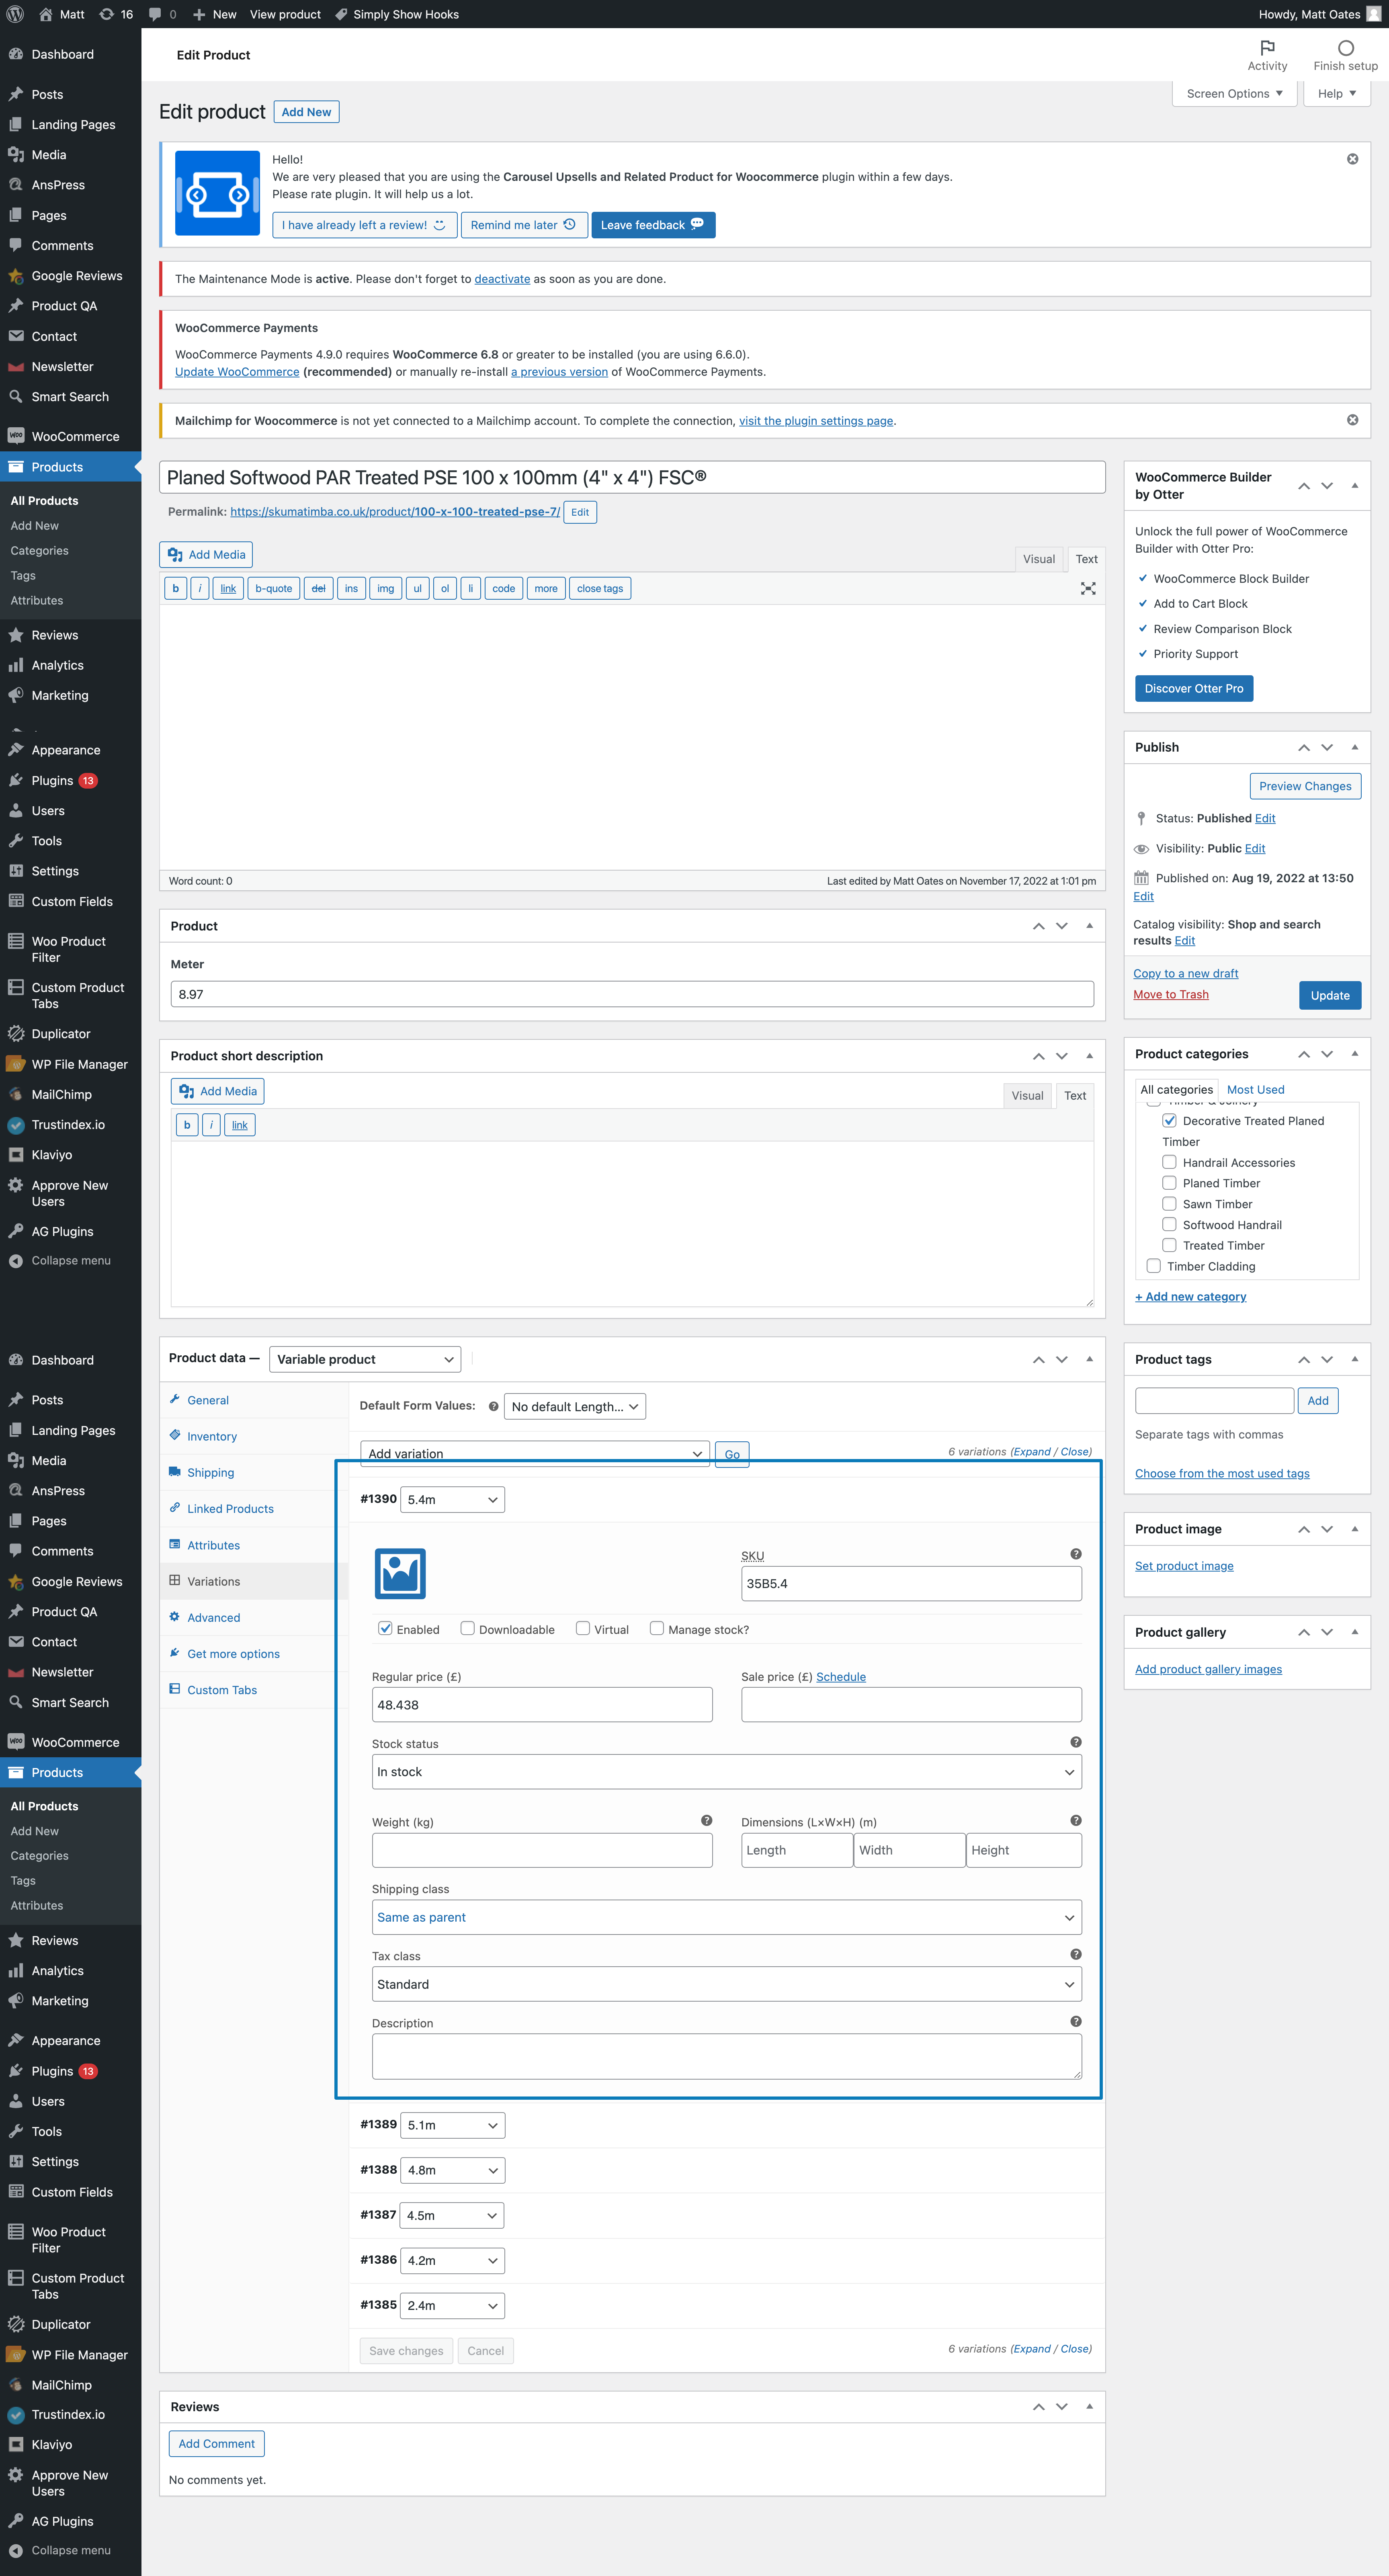 Matt
16
0
New
View product
Simply Show Hooks
Howdy, Matt Oates
Dashboard
Posts
Landing Pages
Media
AnsPress
Pages
Comments
Google Reviews
Product QA
Contact
Newsletter
Smart Search
WooCommerce
Products
All Products
Add New
Categories
Tags
Attributes
Reviews
Analytics
Marketing
Appearance
Plugins 13
Users
Tools
Settings
Custom Fields
Woo Product
Filter
Custom Product
Tabs
Duplicator
WP File Manager
MailChimp
Trustindex.io
Klaviyo
Approve New
Users
AG Plugins
Collapse menu
Dashboard
Posts
Landing Pages
Media
AnsPress
Pages
Comments
Google Reviews
Product QA
Contact
Newsletter
Smart Search
WooCommerce
Products
All Products
Add New
Categories
Tags
Attributes
Reviews
Analytics
Marketing
Appearance
Plugins 13
Users
Tools
Settings
Custom Fields
Woo Product
Filter
Custom Product
Tabs
Duplicator
WP File Manager
MailChimp
Trustindex.io
Klaviyo
Approve New
Users
AG Plugins
Collapse menu
Edit Product
Activity
Finish setup
Screen Options
Help
Edit product
Add New
Hello!
We are very pleased that you are using the Carousel Upsells and Related Product for Woocommerce plugin within a few days.
Please rate plugin. It will help us a lot.
I have already left a review!
Remind me later
Leave feedback
The Maintenance Mode is active. Please don't forget to deactivate as soon as you are done.
WooCommerce Payments
WooCommerce Payments 4.9.0 requires WooCommerce 6.8 or greater to be installed (you are using 6.6.0).
Update WooCommerce (recommended) or manually re-install a previous version of WooCommerce Payments.
Mailchimp for Woocommerce is not yet connected to a Mailchimp account. To complete the connection, visit the plugin settings page.
Planed Softwood PAR Treated PSE 100 x 100mm (4" x 4") FSC®
Permalink: https://skumatimba.co.uk/product/100-x-100-treated-pse-7/ Edit
Add Media
Visual
Text
b
i
link
b-quote
del
ins
img
ul
ol
li
code
more
close tags
Word count: 0
Last edited by Matt Oates on November 17, 2022 at 1:01 pm
Product
Meter
8.97
Product short description
Add Media
Visual
Text
b
i
link
Product data — Variable product
General
Inventory
Shipping
Linked Products
Attributes
Variations
Advanced
Get more options
Custom Tabs
Default Form Values: No default Length...
Add variation
Go
6 variations (Expand / Close)
#1390 5.4m
SKU
35B5.4
Enabled
Downloadable
Virtual
Manage stock?
Regular price (£)
48.438
Sale price (£) Schedule
Stock status
In stock
Weight (kg)
Dimensions (L×W×H) (m)
Length
Width
Height
Shipping class
Same as parent
Tax class
Standard
Description
#1389 5.1m
#1388 4.8m
#1387 4.5m
#1386 4.2m
#1385 2.4m
Save changes
Cancel
6 variations (Expand / Close)
Reviews
Add Comment
No comments yet.
WooCommerce Builder
by Otter
Unlock the full power of WooCommerce
Builder with Otter Pro:
WooCommerce Block Builder
Add to Cart Block
Review Comparison Block
Priority Support
Discover Otter Pro
Publish
Preview Changes
Status: Published Edit
Visibility: Public Edit
Published on: Aug 19, 2022 at 13:50
Edit
Catalog visibility: Shop and search
results Edit
Copy to a new draft
Move to Trash
Update
Product categories
All categories
Most Used
Timber & Joinery
Decorative Treated Planed
Timber
Handrail Accessories
Planed Timber
Sawn Timber
Softwood Handrail
Treated Timber
Timber Cladding
+ Add new category
Product tags
Add
Separate tags with commas
Choose from the most used tags
Product image
Set product image
Product gallery
Add product gallery images